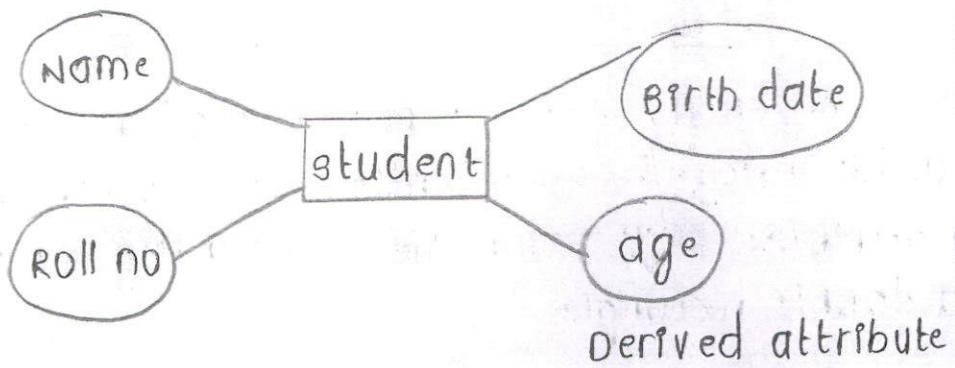 Name
Birth date
student
Roll no
age
Derived attribute